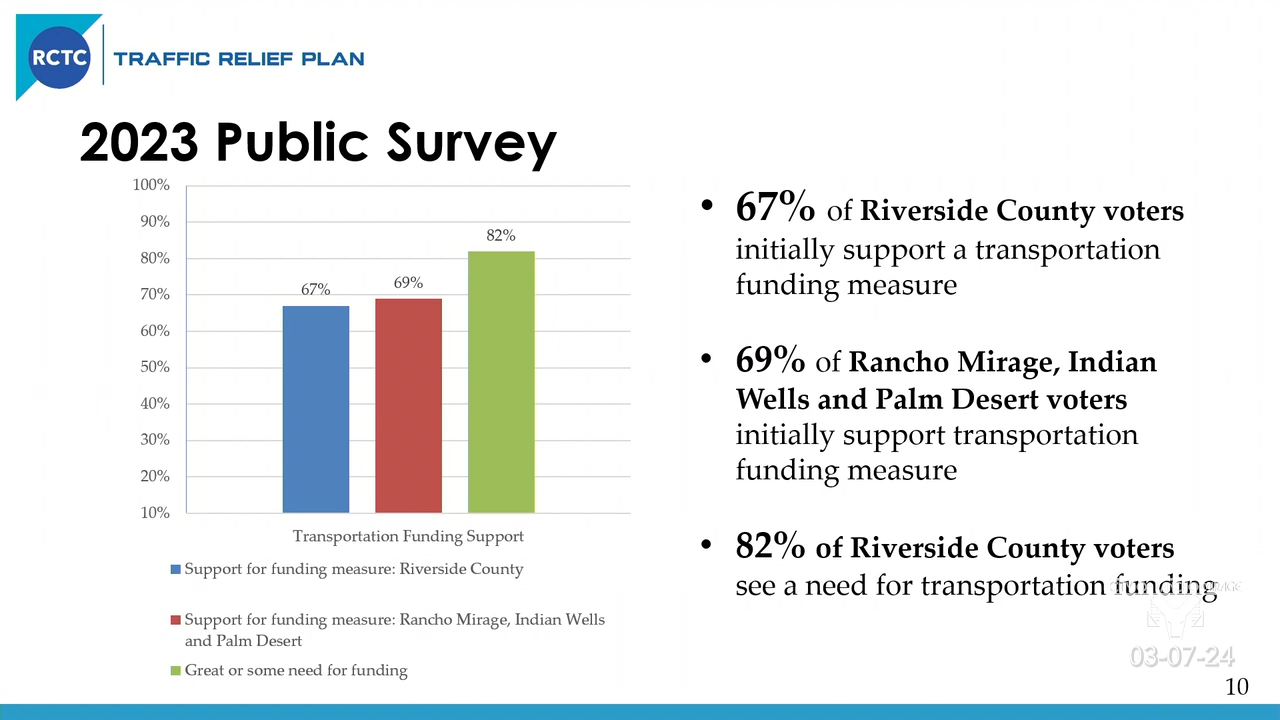 RCTC
TRAFFIC RELIEF PLAN
2023 Public Survey
100%
90%
80%
70%
60%
50%
40%
30%
20%
10%
67%
69%
82%
Transportation Funding Support
Support for funding measure: Riverside County
Support for funding measure: Rancho Mirage, Indian Wells
and Palm Desert
Great or some need for funding
• 67% of Riverside County voters
initially support a transportation
funding measure
• 69% of Rancho Mirage, Indian
Wells and Palm Desert voters
initially support transportation
funding measure
• 82% of Riverside County voters
see a need for transportation funding
03-07-24
10